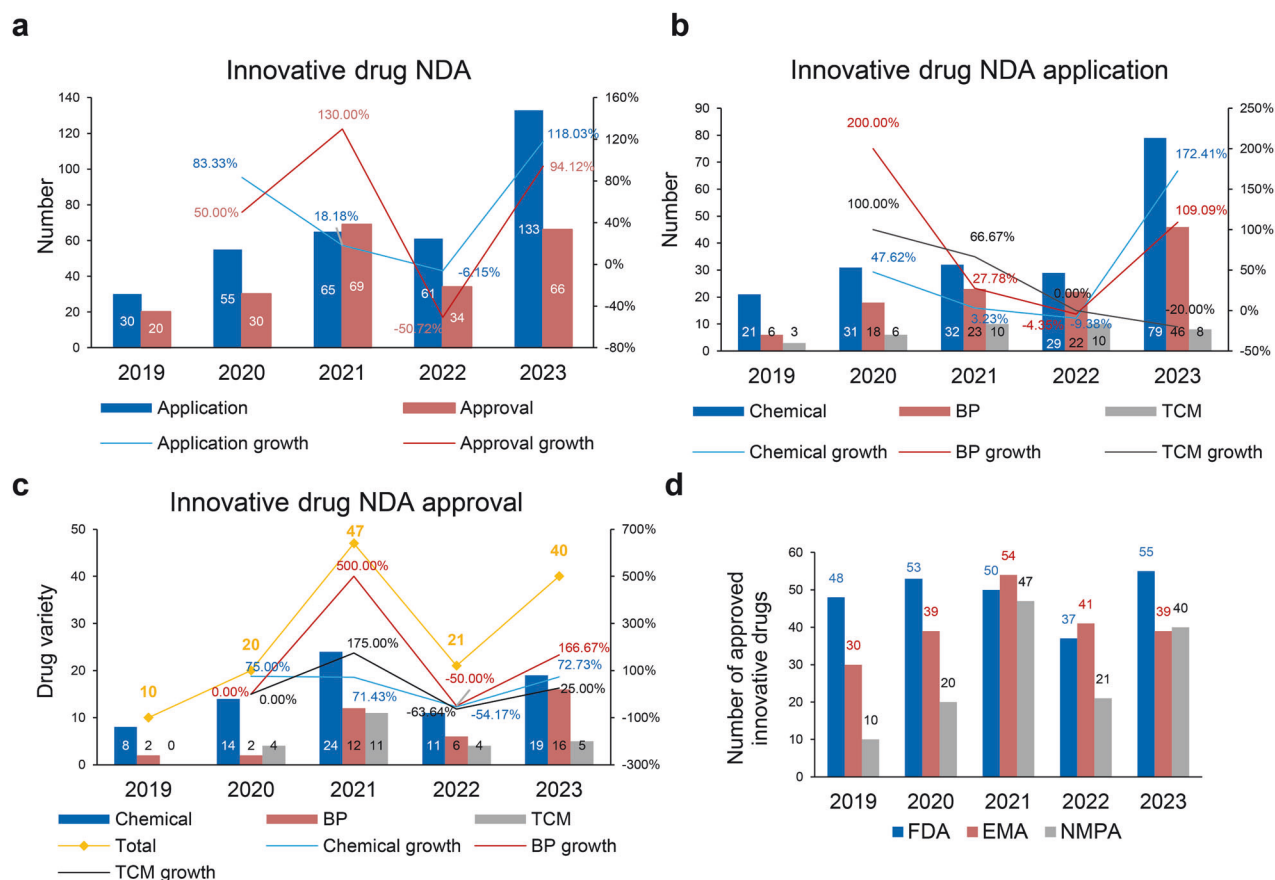 a
Innovative drug NDA
Number
140
120
100
80
60
40
20
0
160%
120%
80%
40%
0%
-40%
-80%
83.33%
50.00%
130.00%
18.18%
-6.15%
-50.72%
118.03%
94.12%
30
20
55
30
65
69
61
34
133
66
2019 2020 2021 2022 2023
Application Approval
Application growth Approval growth
b
Innovative drug NDA application
Number
90
80
70
60
50
40
30
20
10
0
250%
200%
150%
100%
50%
0%
-50%
200.00%
100.00%
47.62%
66.67%
27.78%
3.23%
0.00%
-4.35%
-9.38%
172.41%
109.09%
-20.00%
21 6 3
31 18 6
32 23 10
29 22 10
79 46 8
2019 2020 2021 2022 2023
Chemical BP TCM
Chemical growth BP growth TCM growth
c
Innovative drug NDA approval
Drug variety
50
40
30
20
10
0
700%
500%
300%
100%
-100%
-300%
10
20
47
21
40
75.00%
0.00%
0.00%
500.00%
175.00%
71.43%
-50.00%
-63.64%
-54.17%
166.67%
72.73%
25.00%
8 2 0
14 2 4
24 12 11
11 6 4
19 16 5
2019 2020 2021 2022 2023
Chemical BP TCM
Total Chemical growth BP growth
TCM growth
d
Number of approved
innovative drugs
60
50
40
30
20
10
0
48 30 10
53 39 20
50 54 47
37 41 21
55 39 40
2019 2020 2021 2022 2023
FDA EMA NMPA